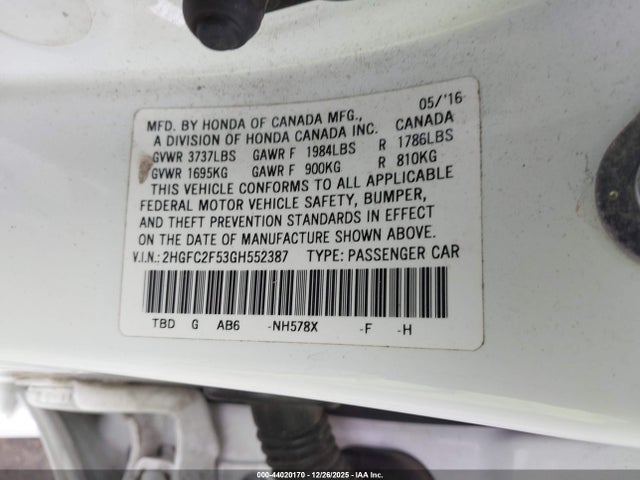 MFD. BY HONDA OF CANADA MFG., 05/'16
A DIVISION OF HONDA CANADA INC. CANADA
GVWR 3737LBS GAWR F 1984LBS R 1786LBS
GVWR 1695KG GAWR F 900KG R 810KG
THIS VEHICLE CONFORMS TO ALL APPLICABLE
FEDERAL MOTOR VEHICLE SAFETY, BUMPER,
AND THEFT PREVENTION STANDARDS IN EFFECT
ON THE DATE OF MANUFACTURE SHOWN ABOVE.
V.I.N.: 2HGFC2F53GH552387 TYPE: PASSENGER CAR
TBD G AB6 -NH578X -F -H
000-44020170 • 12/26/2025 • IAA Inc.